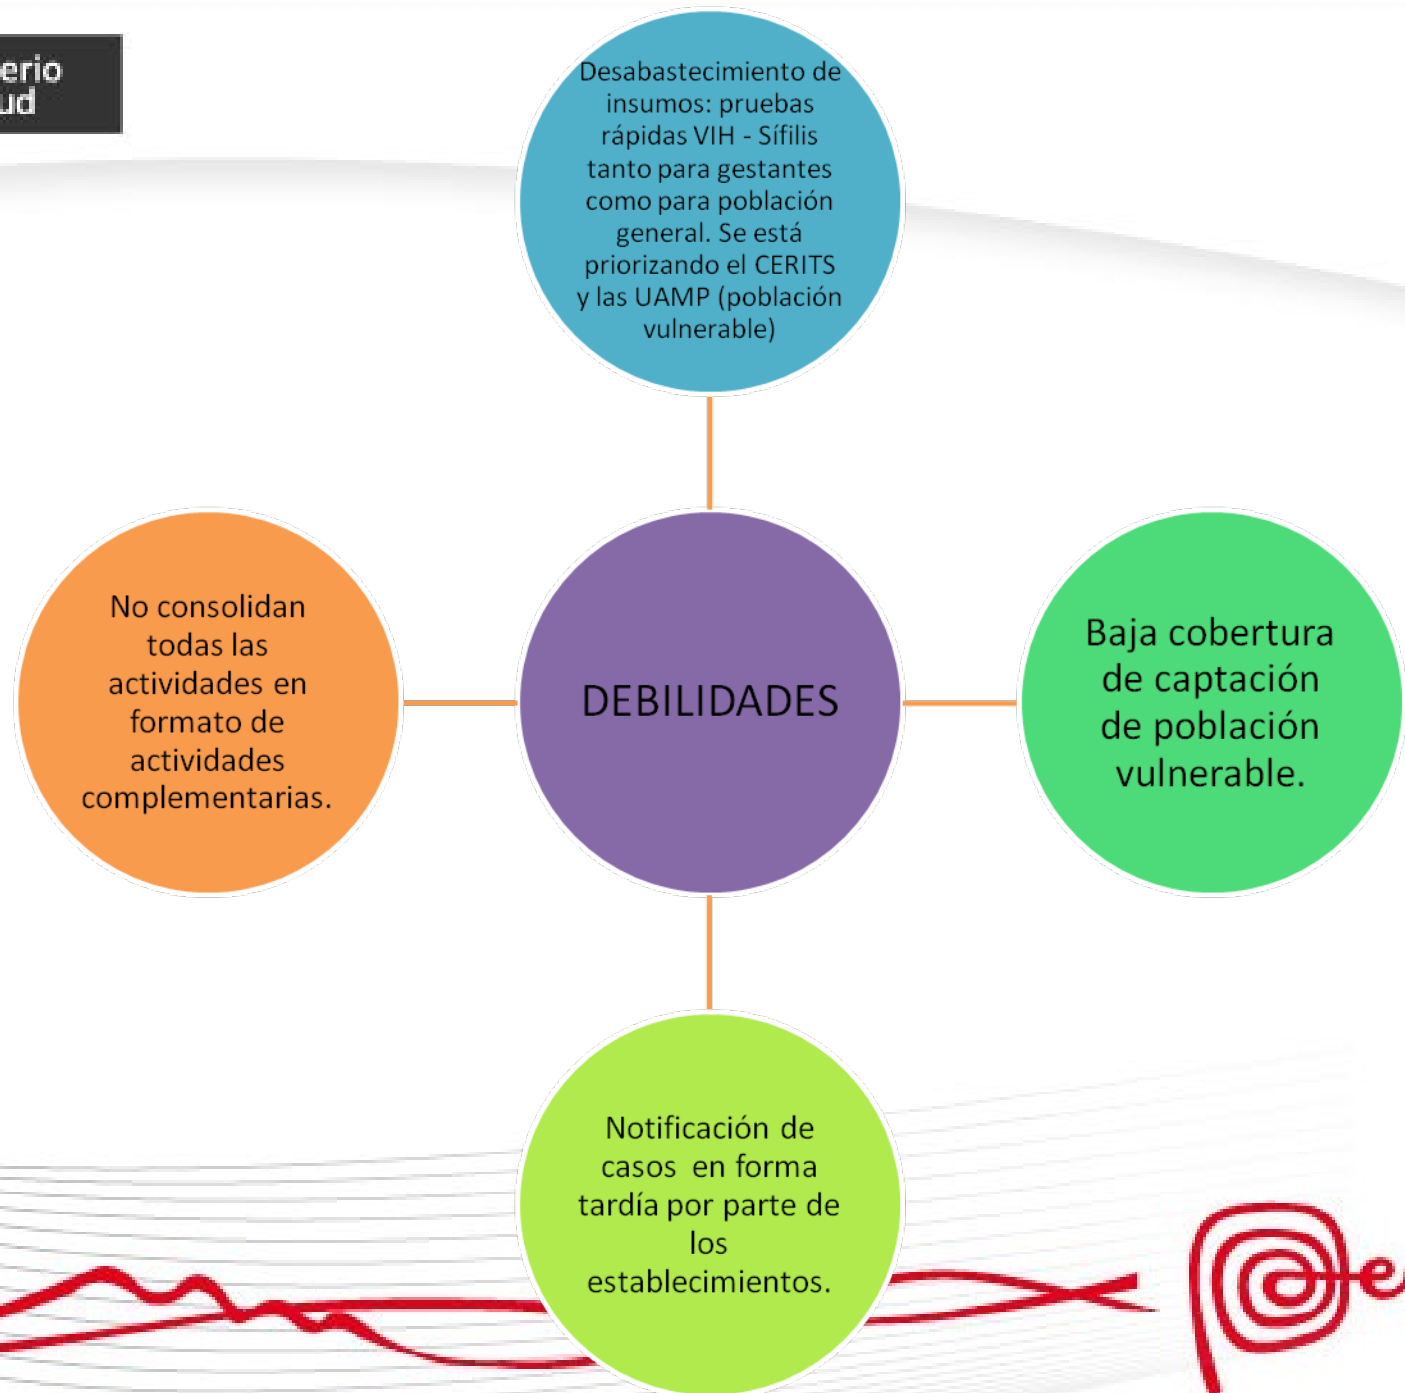 erio
ud
Desabastecimiento de
insumos: pruebas
rápidas VIH - Sífilis
tanto para gestantes
como para población
general. Se está
priorizando el CERITS
y las UAMP (población
vulnerable)
No consolidan
todas las
actividades en
formato de
actividades
complementarias.
DEBILIDADES
Baja cobertura
de captación
de población
vulnerable.
Notificación de
casos en forma
tardía por parte de
los
establecimientos.
Pe